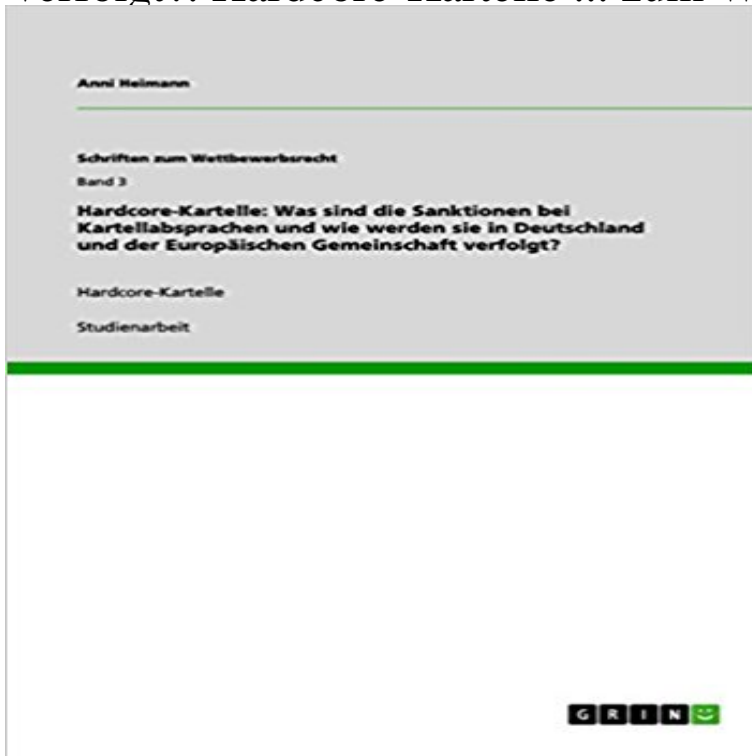 Anni Heimann
Schriften zum Wettbewerbsrecht
Band 3
Hardcore-Kartelle: Was sind die Sanktionen bei
Kartellabsprachen und wie werden sie in Deutschland
und der Europäischen Gemeinschaft verfolgt?
Hardcore-Kartelle
Studienarbeit
GRIN